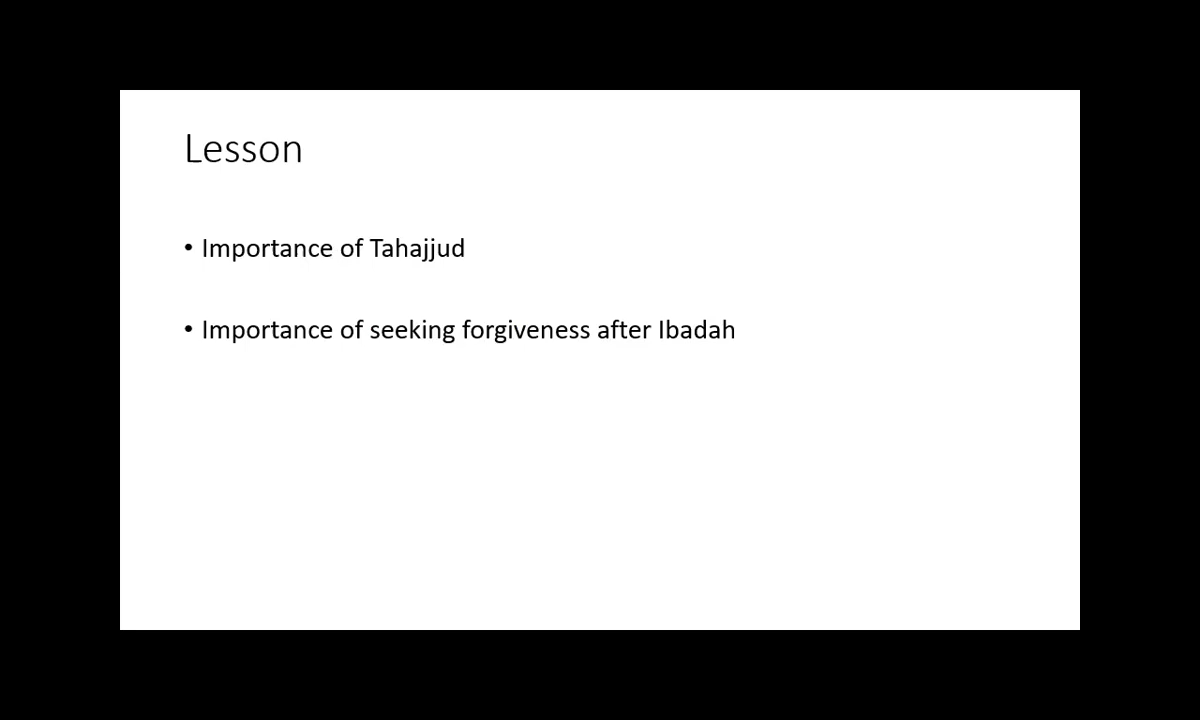 Lesson
• Importance of Tahajjud
• Importance of seeking forgiveness after Ibadah